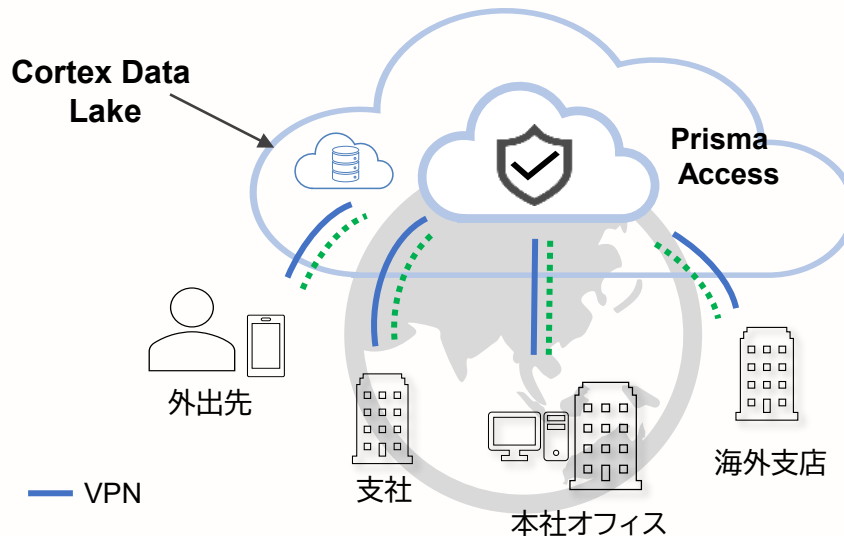 Cortex Data
Lake
Prisma
Access
外出先
支社
本社オフィス
海外支店
VPN